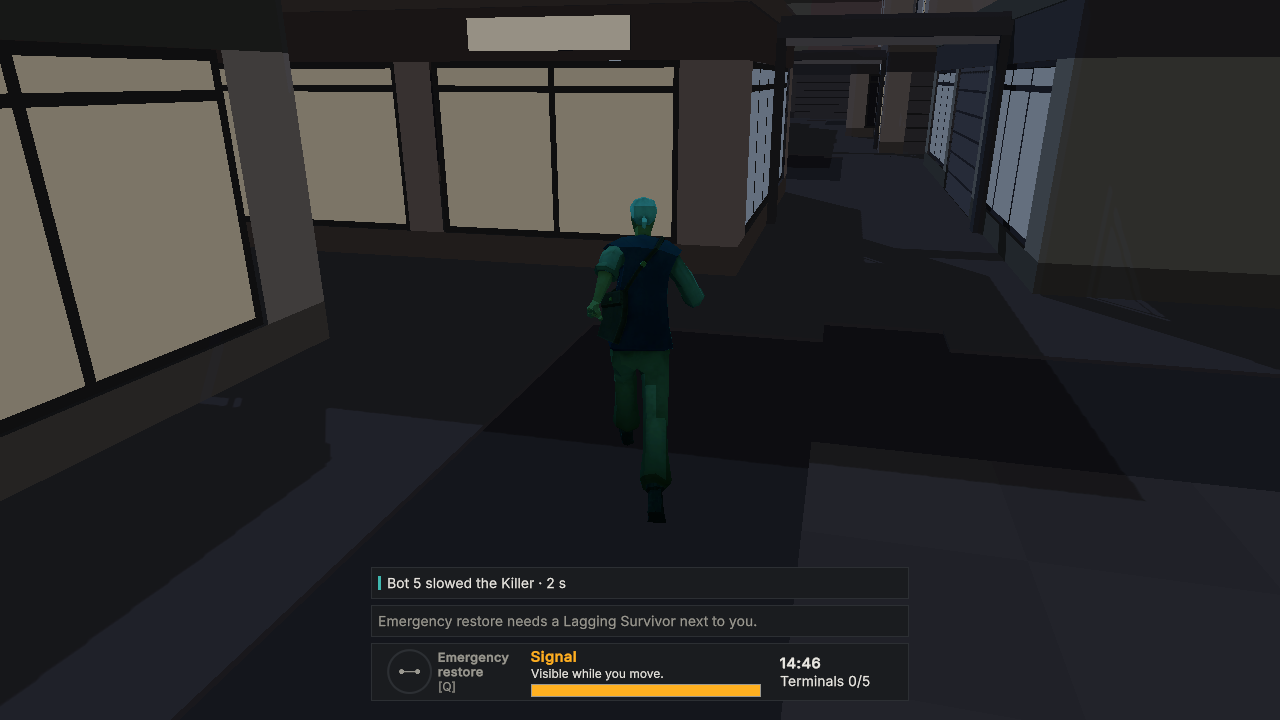 Bot 5 slowed the Killer · 2 s
Emergency restore needs a Lagging Survivor next to you.
Emergency
restore
[Q]
Signal
Visible while you move.
14:46
Terminals 0/5